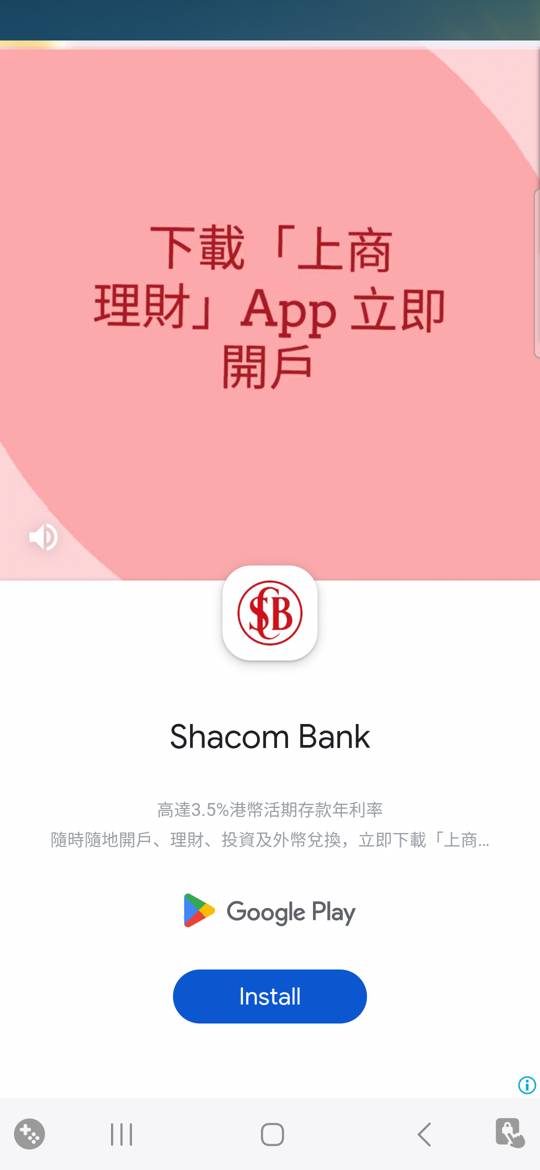 下載「上商
理財」App 立即
開戶
SCSB
Shacom Bank
高達3.5%港幣活期存款年利率
隨時隨地開戶、理財、投資及外幣兌換，立即下載「上商...
Google Play
Install